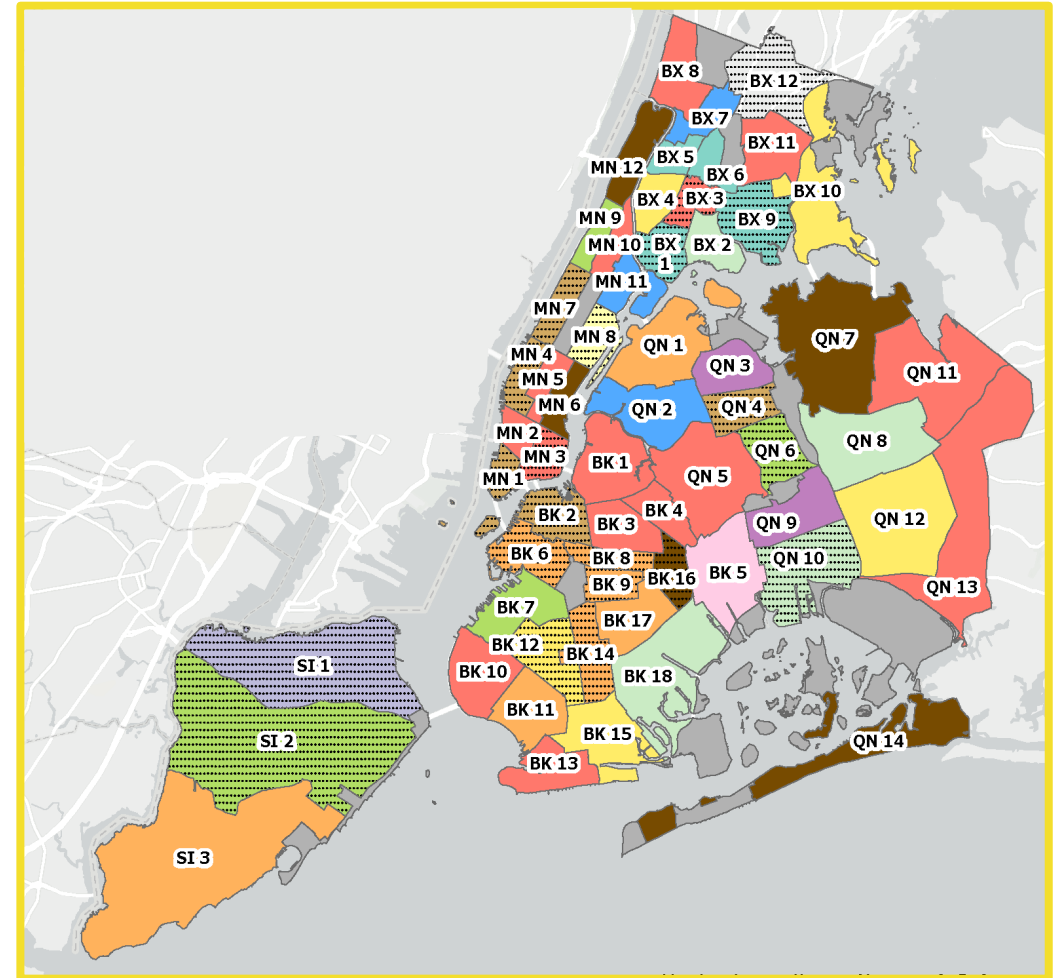 BX 8
BX 12
BX 7
BX 11
BX 5
MN 12
BX 6
BX 10
BX 4
BX 3
MN 9
BX 9
MN 10
BX 1
BX 2
MN 11
MN 7
MN 8
QN 1
QN 7
MN 4
QN 3
QN 11
MN 5
MN 6
QN 2
QN 4
MN 2
QN 8
QN 6
MN 3
BK 1
MN 1
QN 5
BK 4
BK 2
BK 3
QN 9
QN 12
BK 6
BK 8
QN 10
BK 5
BK 16
BK 9
QN 13
BK 7
BK 17
BK 12
BK 14
SI 1
BK 10
BK 18
BK 11
BK 15
SI 2
QN 14
BK 13
SI 3